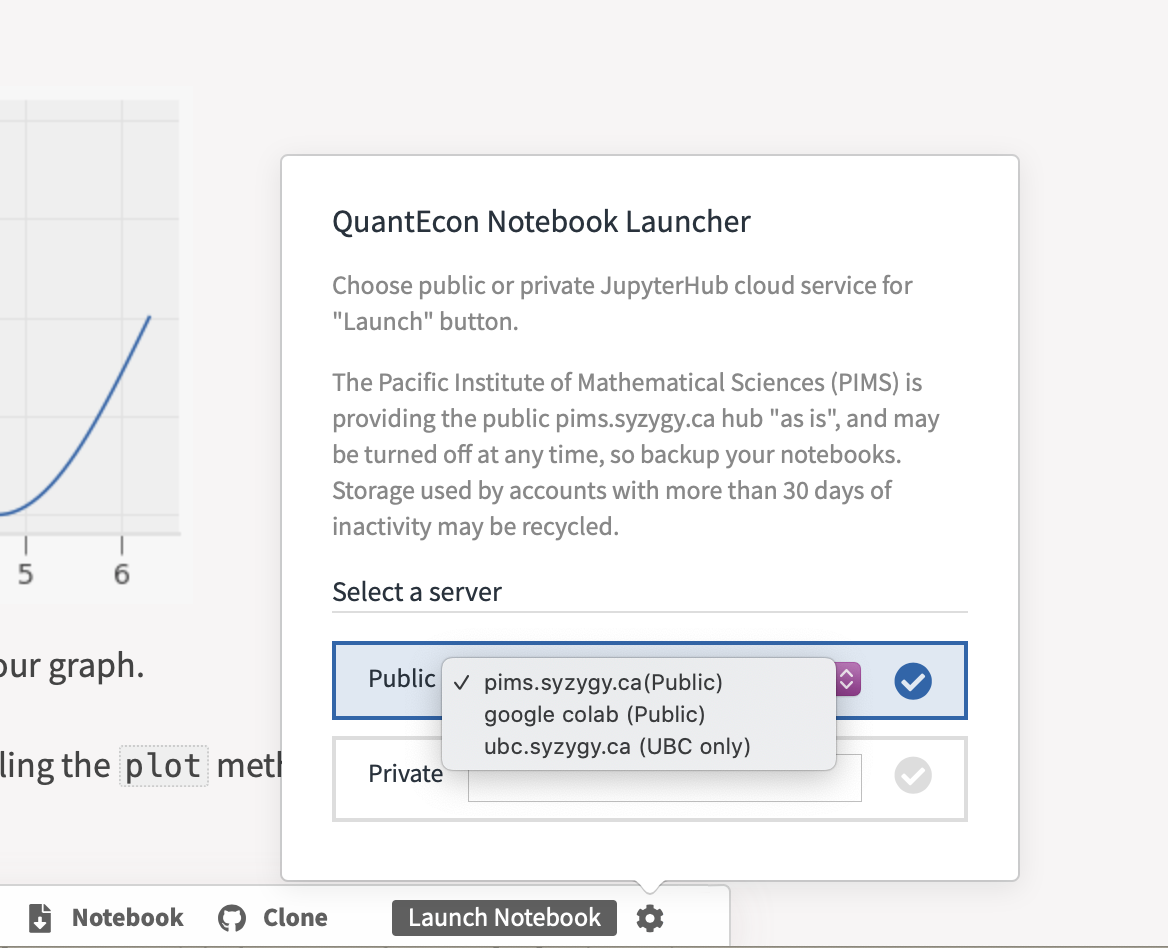 QuantEcon Notebook Launcher
Choose public or private JupyterHub cloud service for
"Launch" button.
The Pacific Institute of Mathematical Sciences (PIMS) is
providing the public pims.syzygy.ca hub "as is", and may
be turned off at any time, so backup your notebooks.
Storage used by accounts with more than 30 days of
inactivity may be recycled.
5 6
Select a server
our graph.
Public
✓ pims.syzygy.ca(Public)
google colab (Public)
ubc.syzygy.ca (UBC only)
ling the plot meth
Private
Notebook Clone Launch Notebook